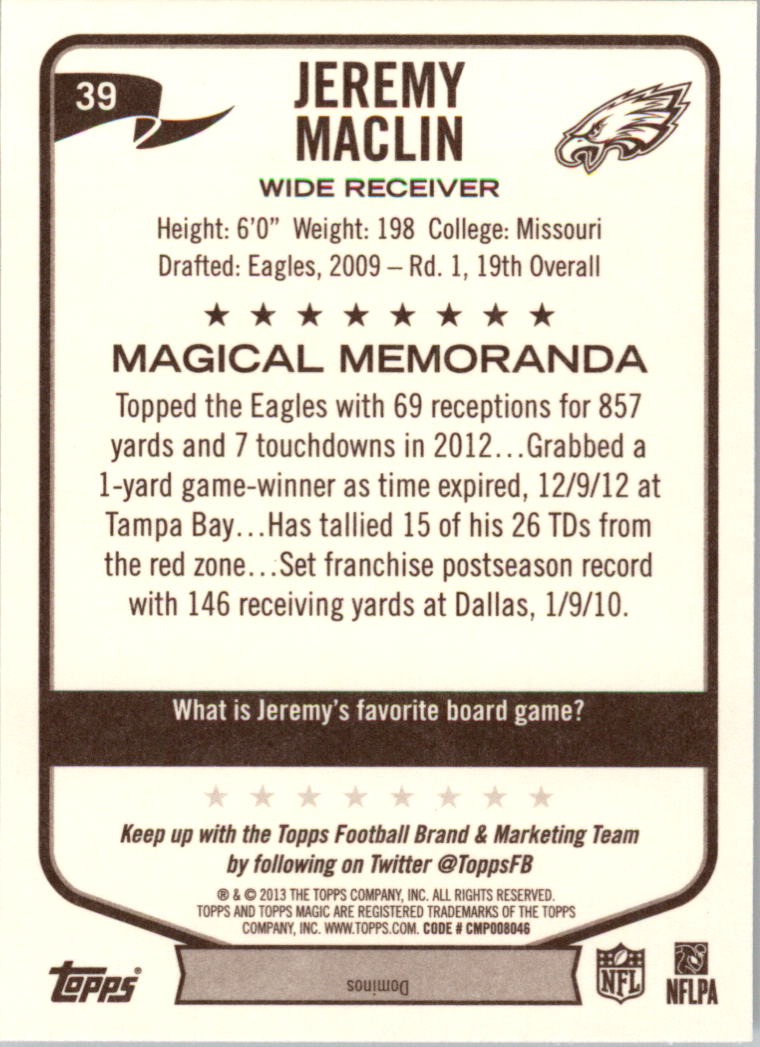 39
JEREMY
MACLIN
WIDE RECEIVER
Height: 6'0” Weight: 198 College: Missouri
Drafted: Eagles, 2009 – Rd. 1, 19th Overall
MAGICAL MEMORANDA
Topped the Eagles with 69 receptions for 857
yards and 7 touchdowns in 2012...Grabbed a
1-yard game-winner as time expired, 12/9/12 at
Tampa Bay...Has tallied 15 of his 26 TDs from
the red zone...Set franchise postseason record
with 146 receiving yards at Dallas, 1/9/10.
What is Jeremy’s favorite board game?
Keep up with the Topps Football Brand & Marketing Team
by following on Twitter @ToppsFB
® & © 2013 THE TOPPS COMPANY, INC. ALL RIGHTS RESERVED.
TOPPS AND TOPPS MAGIC ARE REGISTERED TRADEMARKS OF THE TOPPS
COMPANY, INC. WWW.TOPPS.COM. CODE # CMP008046
Topps®
Dominos
NFL
NFLPA